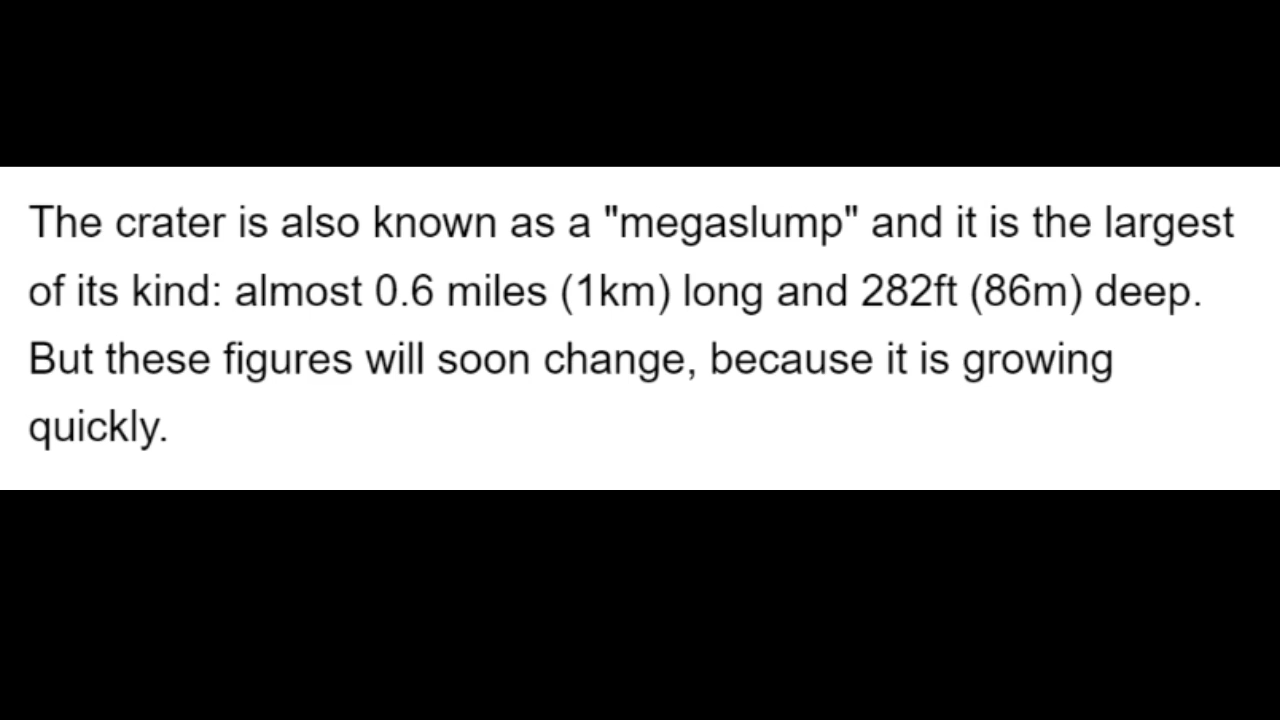 The crater is also known as a "megaslump" and it is the largest
of its kind: almost 0.6 miles (1km) long and 282ft (86m) deep.
But these figures will soon change, because it is growing
quickly.